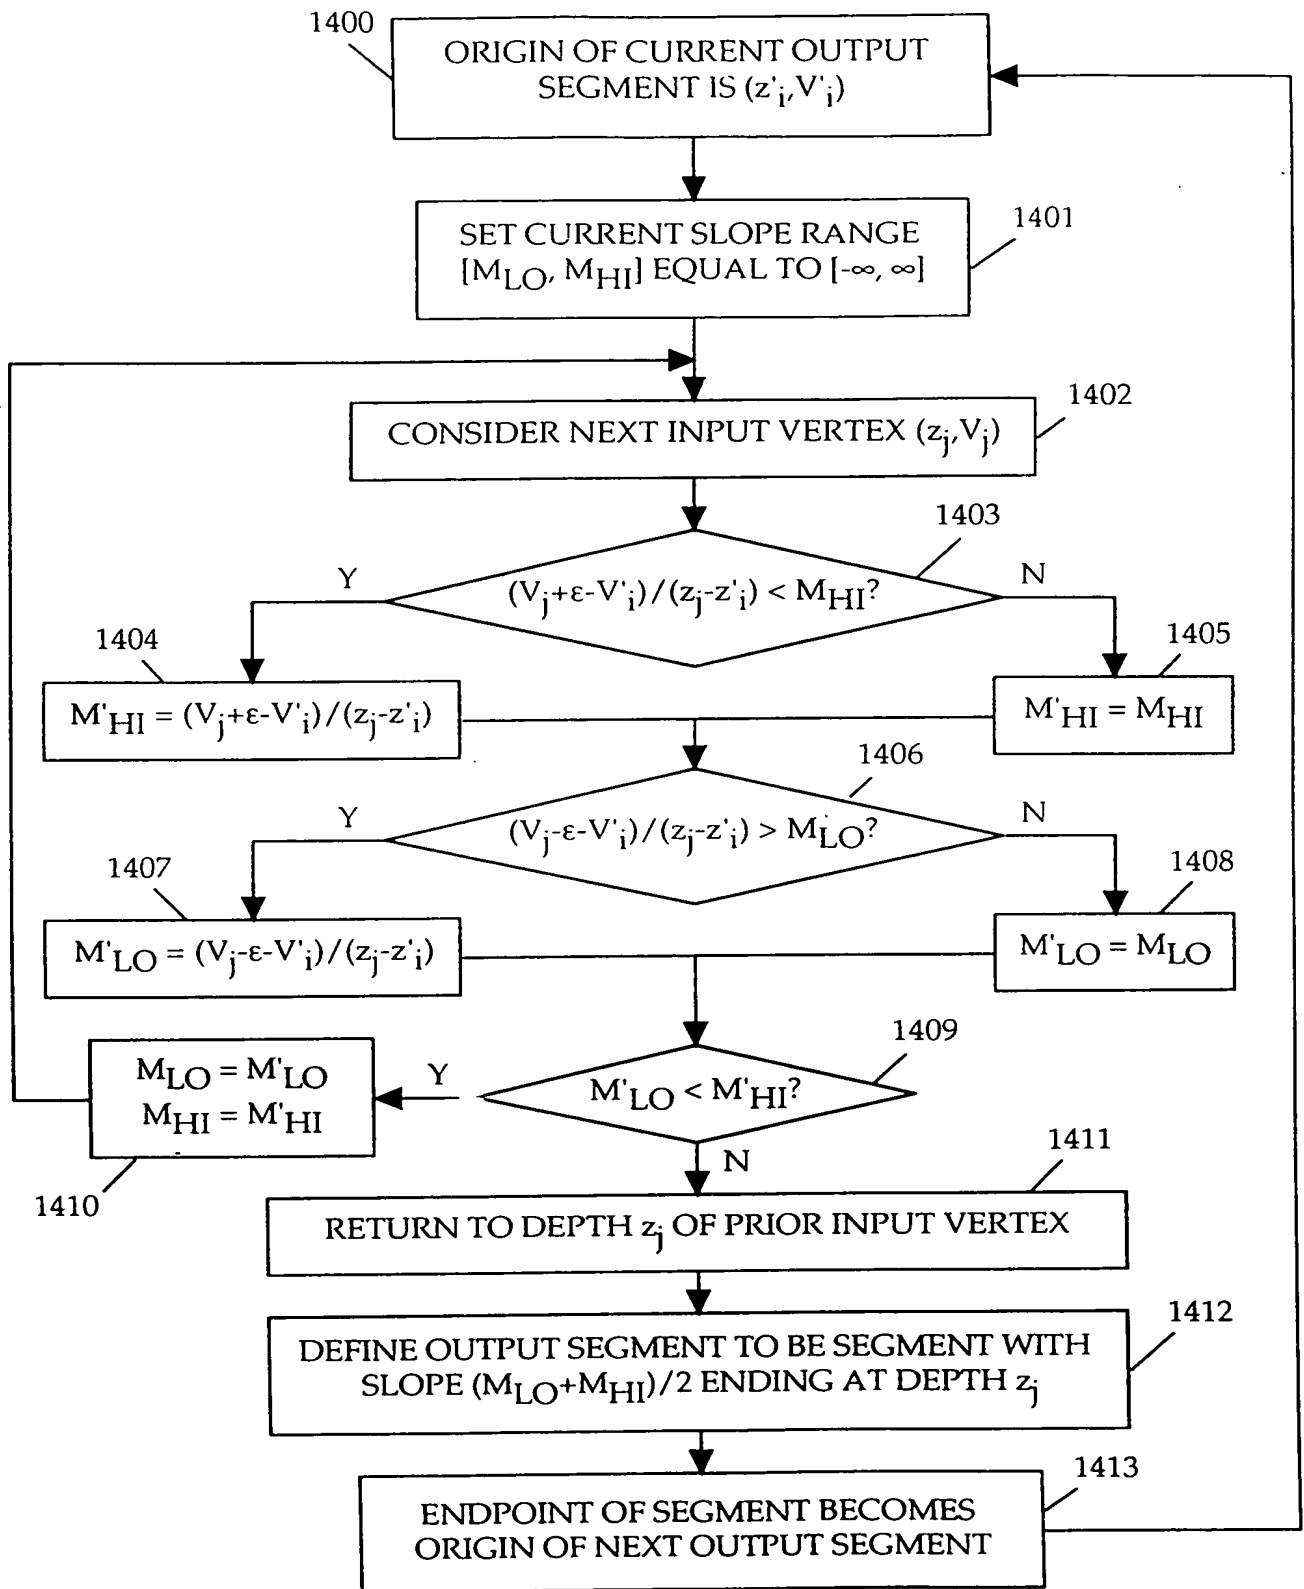 1400
ORIGIN OF CURRENT OUTPUT
SEGMENT IS (z'i,V'i)
SET CURRENT SLOPE RANGE
[MLO, MHI] EQUAL TO [-∞, ∞]
1401
1402
CONSIDER NEXT INPUT VERTEX (zj,Vj)
1403
Y
(Vj+ε-V'i)/(zj-z'i) < MHI?
N
1404
M'HI = (Vj+ε-V'i)/(zj-z'i)
1405
M'HI = MHI
1406
Y
(Vj-ε-V'i)/(zj-z'i) > MLO?
N
1407
M'LO = (Vj-ε-V'i)/(zj-z'i)
1408
M'LO = MLO
1409
MLO = M'LO
MHI = M'HI
Y
M'LO < M'HI?
N
1410
1411
RETURN TO DEPTH zj OF PRIOR INPUT VERTEX
1412
DEFINE OUTPUT SEGMENT TO BE SEGMENT WITH
SLOPE (MLO+MHI)/2 ENDING AT DEPTH zj
1413
ENDPOINT OF SEGMENT BECOMES
ORIGIN OF NEXT OUTPUT SEGMENT